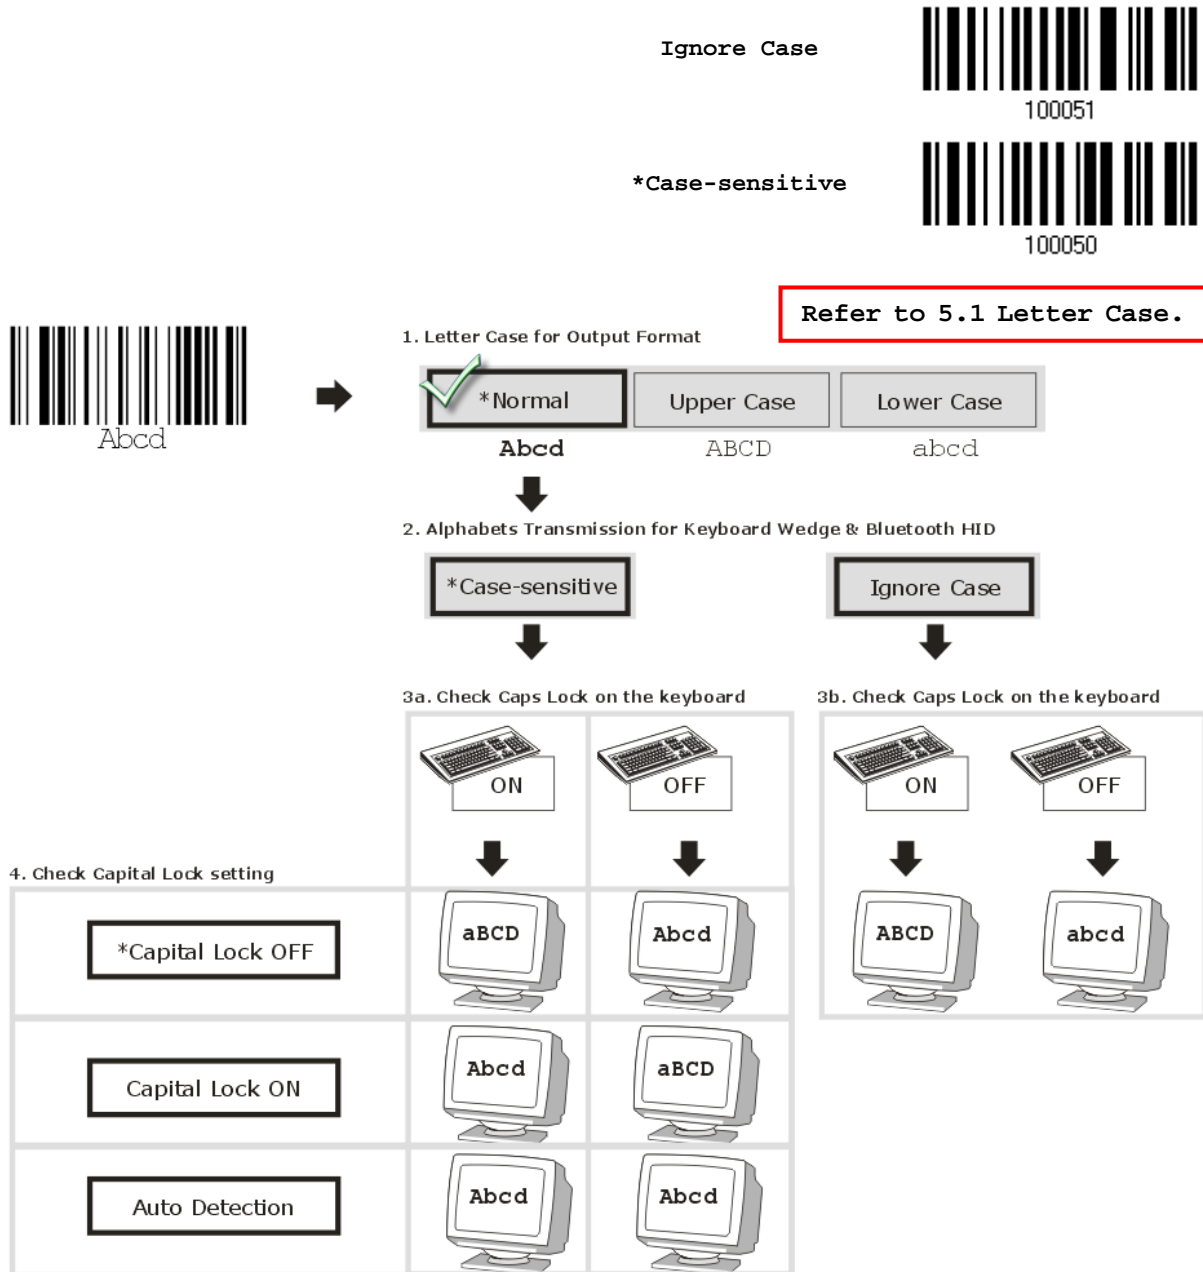 Ignore Case
100051
*Case-sensitive
100050
Refer to 5.1 Letter Case.
1. Letter Case for Output Format
Abcd
*Normal Upper Case Lower Case
Abcd ABCD abcd
2. Alphabets Transmission for Keyboard Wedge & Bluetooth HID
*Case-sensitive Ignore Case
3a. Check Caps Lock on the keyboard 3b. Check Caps Lock on the keyboard
ON OFF ON OFF
4. Check Capital Lock setting
*Capital Lock OFF aBCD Abcd ABCD abcd
Capital Lock ON Abcd aBCD
Auto Detection Abcd Abcd